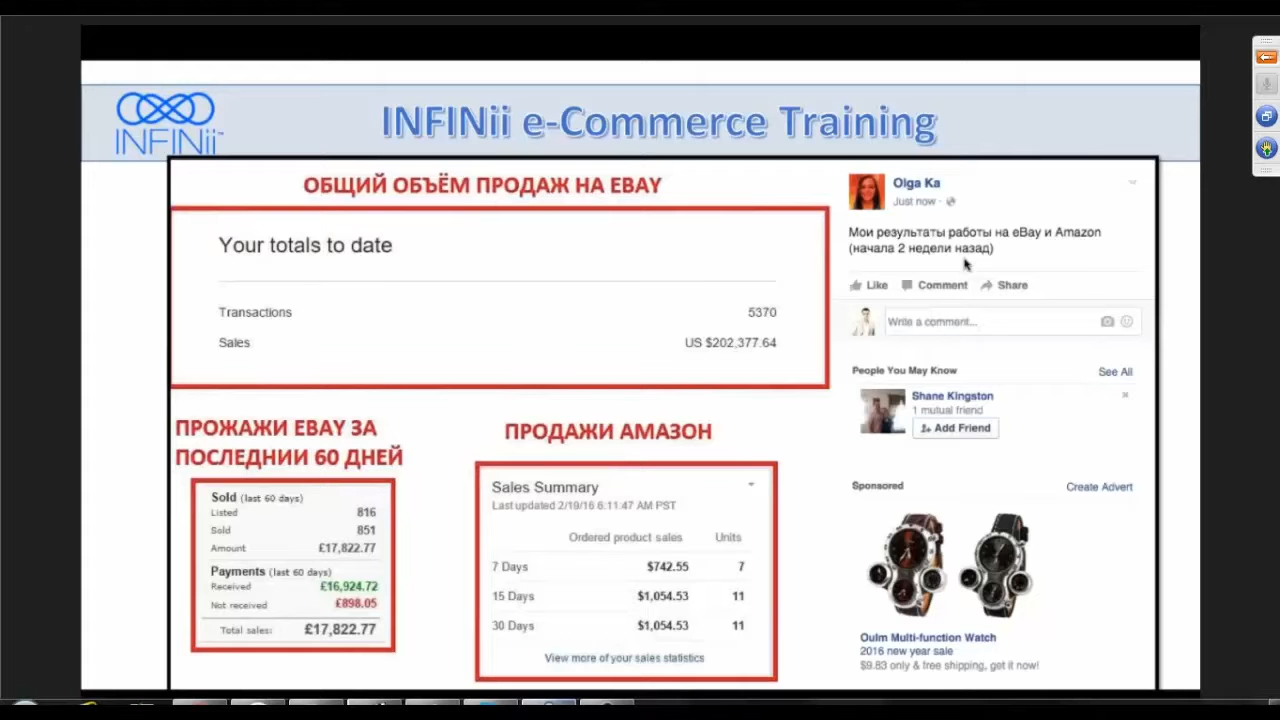 INFINii™
INFINii e-Commerce Training
ОБЩИЙ ОБЪЁМ ПРОДАЖ НА EBAY
Your totals to date
Transactions 5370
Sales US $202,377.64
ПРОЖАЖИ EBAY ЗА
ПОСЛЕДНИИ 60 ДНЕЙ
Sold (last 60 days)
Listed 816
Sold 851
Amount £17,822.77
Payments (last 60 days)
Received £16,924.72
Not received £898.05
Total sales: £17,822.77
ПРОДАЖИ АМАЗОН
Sales Summary
Last updated 2/19/16 6:11:47 AM PST
Ordered product sales Units
7 Days $742.55 7
15 Days $1,054.53 11
30 Days $1,054.53 11
View more of your sales statistics
Olga Ka
Just now ·
Мои результаты работы на eBay и Amazon
(начала 2 недели назад)
Like Comment Share
Write a comment...
People You May Know See All
Shane Kingston
1 mutual friend
Add Friend
Sponsored Create Advert
Oulm Multi-function Watch
2016 new year sale
$9.83 only & free shipping, get it now!